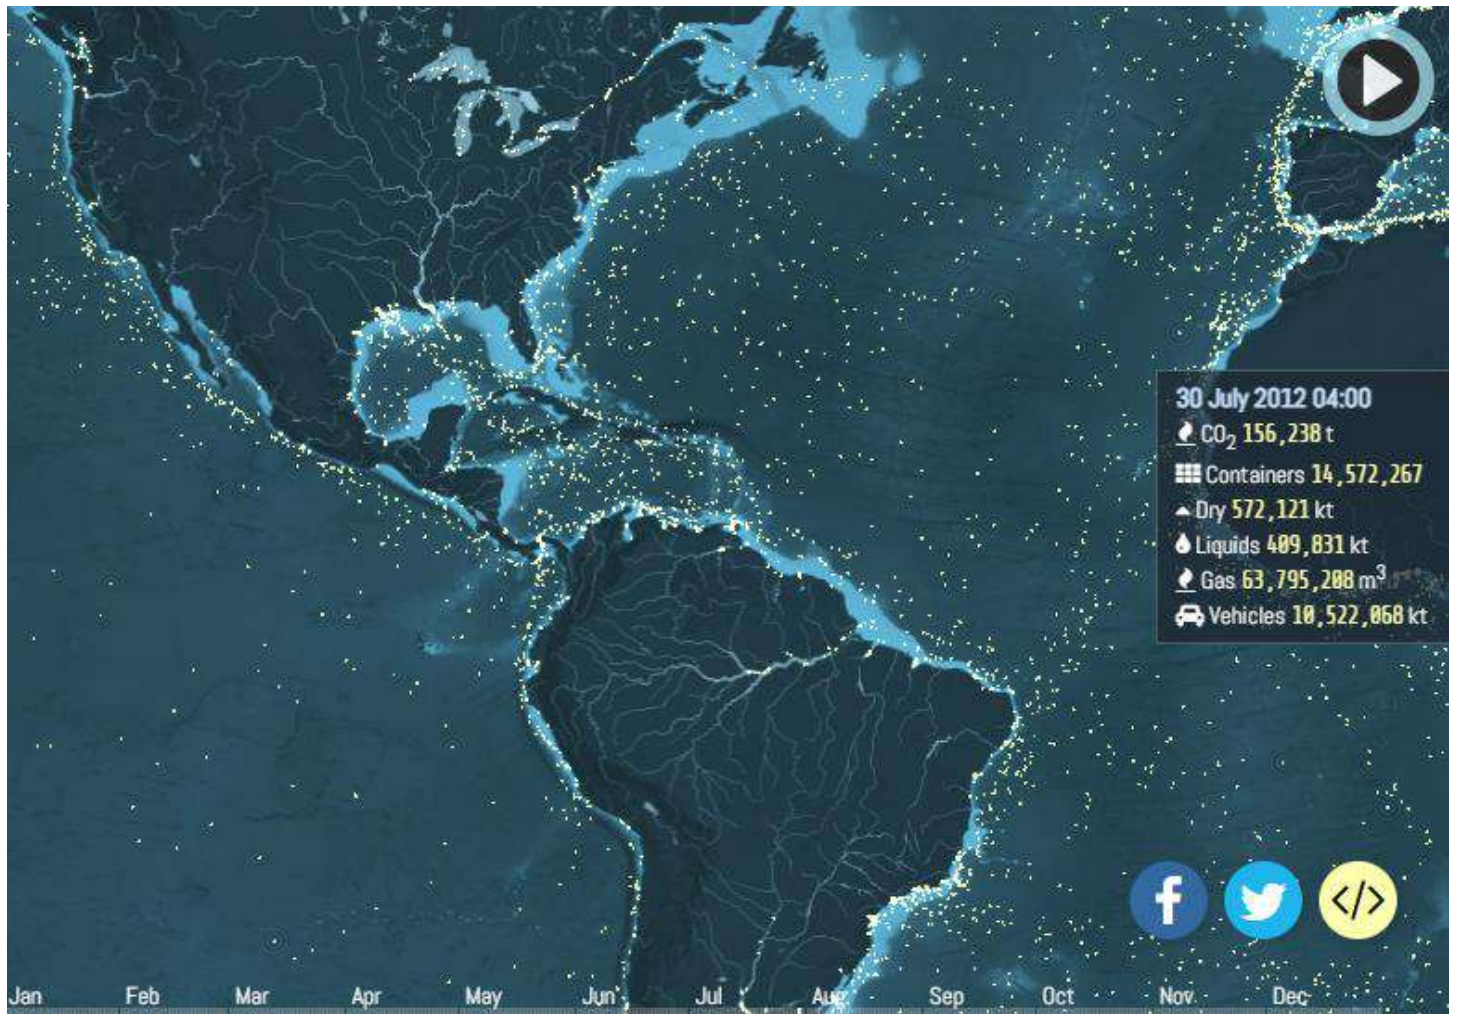 30 July 2012 04:00
CO2 156,238 t
Containers 14,572,267
Dry 572,121 kt
Liquids 409,831 kt
Gas 63,795,208 m3
Vehicles 10,522,068 kt
f
</>
Jan Feb Mar Apr May Jun Jul Aug Sep Oct Nov Dec